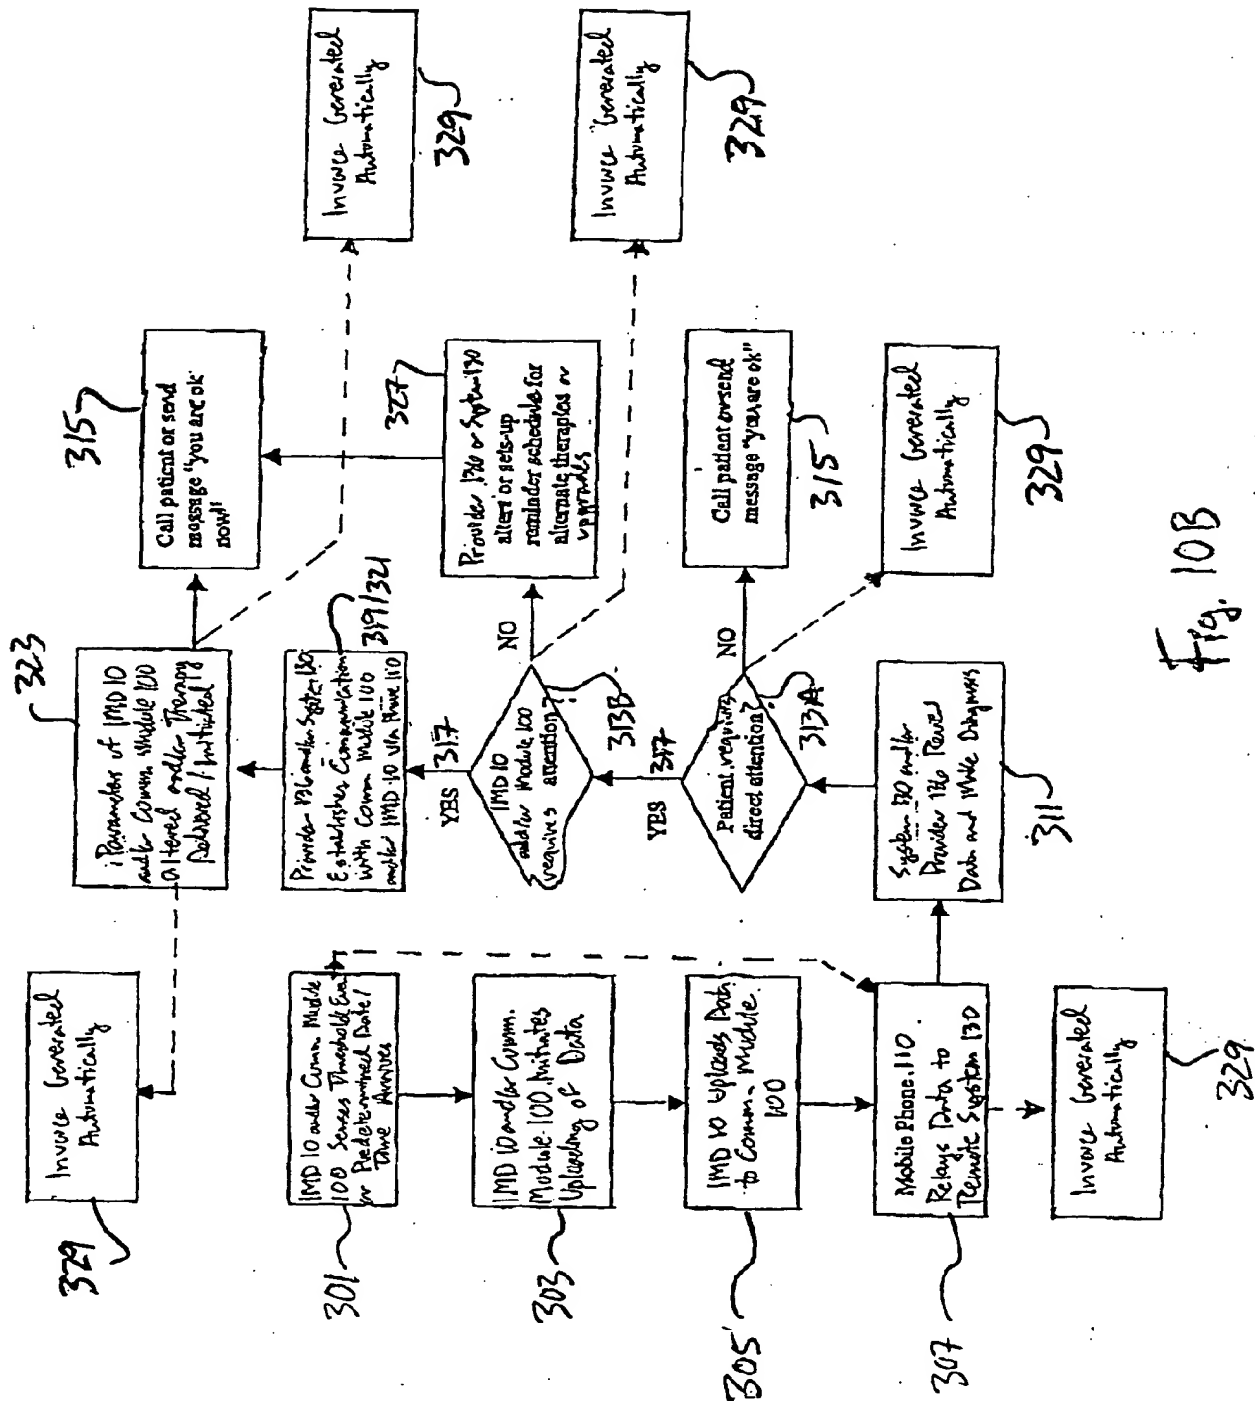 329
Invoice Generated
Automatically
301
IMD 10 and/or Comm. Module
100 Senses Threshold Event
or Predetermined Date/
Time Arrives
303
IMD 10 and/or Comm.
Module 100 Initiates
Uploading of Data
305
IMD 10 Uploads Data
to Comm. Module
100
307
Mobile Phone 110
Relays Data to
Remote System 130
Invoice Generated
Automatically
329
323
Parameter of IMD 10
and/or Comm. Module 100
altered and/or Therapy
Delivered / Initiated
Provider 136 and/or System 130
Establishes Communication
with Comm Module 100
and/or IMD 10 via Phone 110
319/321
YES
317
IMD 10
and/or Module 100
requires attention?
313B
NO
YES
317
Patient requires
direct attention?
313A
NO
System 130 and/or
Provider 136 Review
Data and Make Diagnosis
311
315
Call patient or send
message "you are ok
now!"
327
Provider 136 or System 130
alters or sets-up
reminder schedule for
alternate therapies or
upgrades
Call patient or send
message "you are ok"
315
Invoice Generated
Automatically
329
Invoice Generated
Automatically
329
Invoice Generated
Automatically
329
Fig. 10B